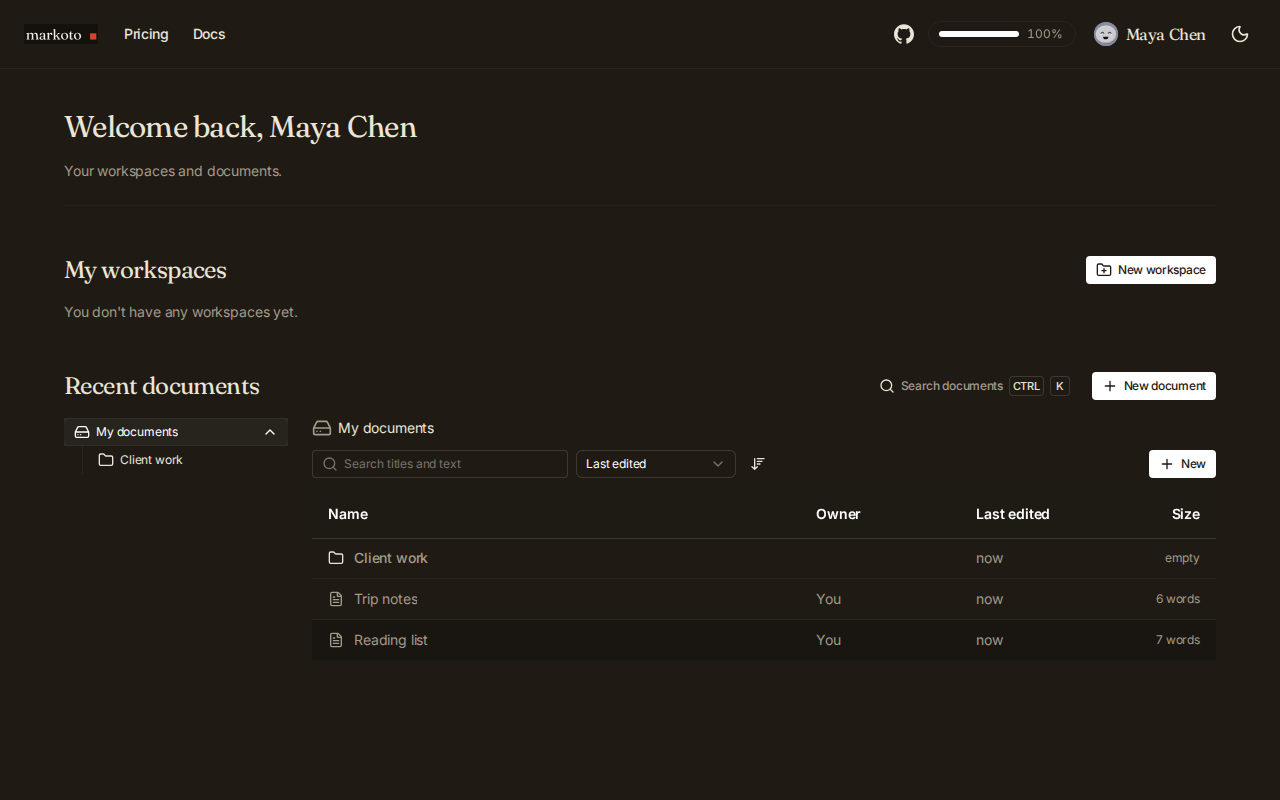 markoto
Pricing
Docs
100%
Maya Chen
Welcome back, Maya Chen
Your workspaces and documents.
My workspaces
New workspace
You don't have any workspaces yet.
Recent documents
Search documents CTRL K
New document
My documents
Client work
My documents
Search titles and text
Last edited
New
Name Owner Last edited Size
Client work now empty
Trip notes You now 6 words
Reading list You now 7 words